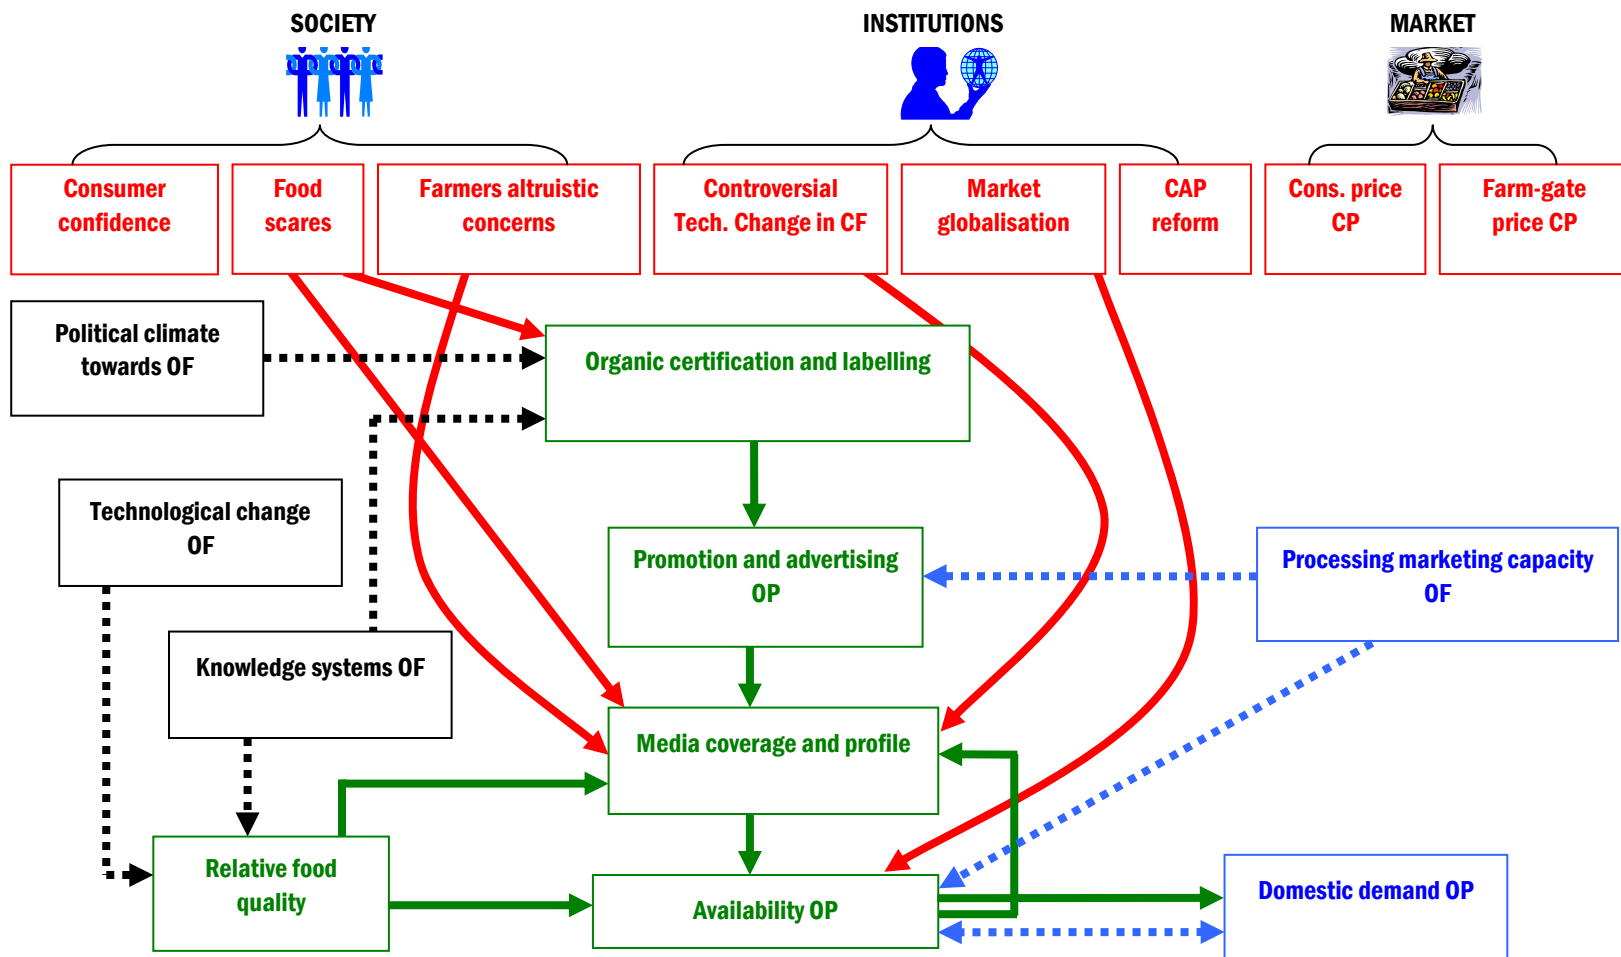 SOCIETY
INSTITUTIONS
MARKET
Consumer
confidence
Food
scares
Farmers altruistic
concerns
Controversial
Tech. Change in CF
Market
globalisation
CAP
reform
Cons. price
CP
Farm-gate
price CP
Political climate
towards OF
Organic certification and labelling
Technological change
OF
Promotion and advertising
OP
Processing marketing capacity
OF
Knowledge systems OF
Media coverage and profile
Relative food
quality
Availability OP
Domestic demand OP